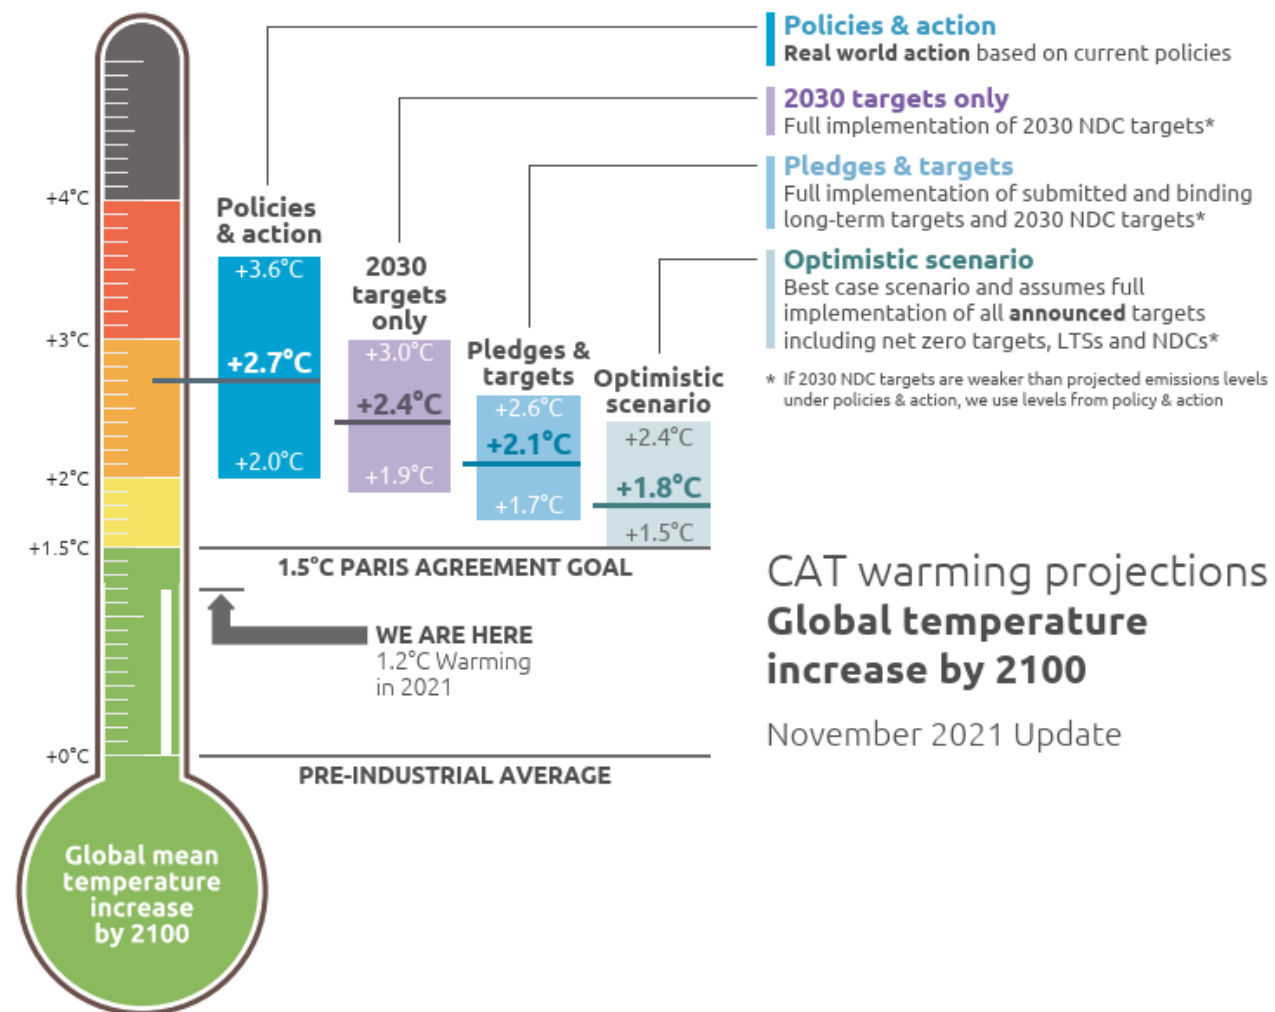 Policies & action
Real world action based on current policies
2030 targets only
Full implementation of 2030 NDC targets*
Pledges & targets
Full implementation of submitted and binding
long-term targets and 2030 NDC targets*
Optimistic scenario
Best case scenario and assumes full
implementation of all announced targets
including net zero targets, LTSs and NDCs*
* If 2030 NDC targets are weaker than projected emissions levels
under policies & action, we use levels from policy & action
+4°C
+3°C
+2°C
+1.5°C
+0°C
Policies
& action
+3.6°C
+2.7°C
+2.0°C
2030
targets
only
+3.0°C
+2.4°C
+1.9°C
Pledges &
targets
+2.6°C
+2.1°C
+1.7°C
Optimistic
scenario
+2.4°C
+1.8°C
+1.5°C
1.5°C PARIS AGREEMENT GOAL
WE ARE HERE
1.2°C Warming
in 2021
PRE-INDUSTRIAL AVERAGE
CAT warming projections
Global temperature
increase by 2100
November 2021 Update
Global mean
temperature
increase
by 2100